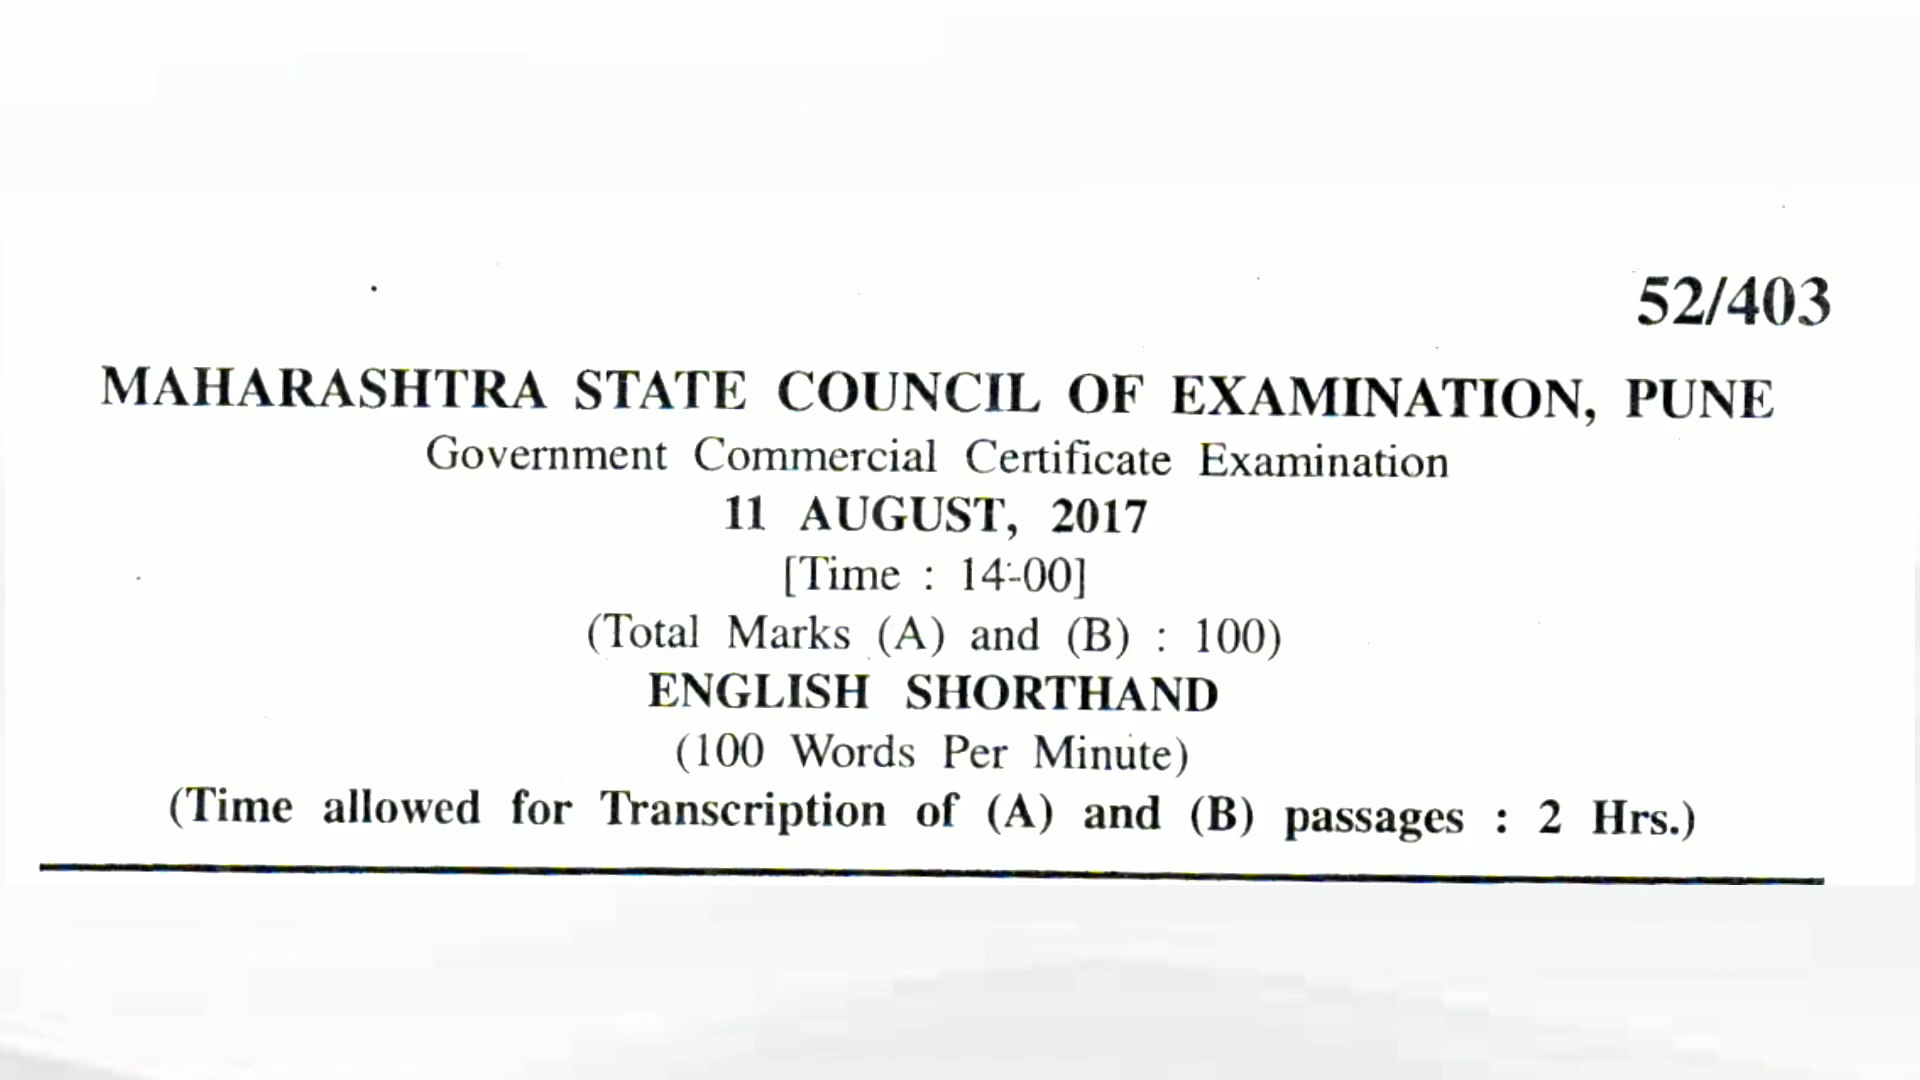 52/403
MAHARASHTRA STATE COUNCIL OF EXAMINATION, PUNE
Government Commercial Certificate Examination
11 AUGUST, 2017
[Time : 14-00]
(Total Marks (A) and (B) : 100)
ENGLISH SHORTHAND
(100 Words Per Minute)
(Time allowed for Transcription of (A) and (B) passages : 2 Hrs.)